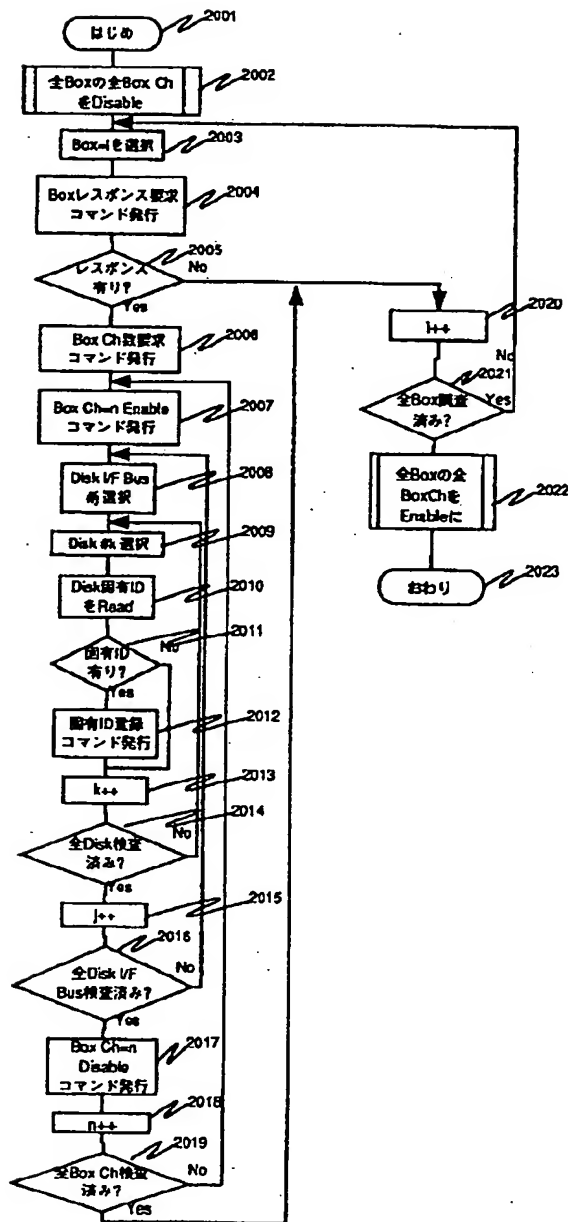 はじめ
2001
全Boxの全Box Ch
をDisable
2002
Box=iを選択
2003
Boxレスポンス要求
コマンド発行
2004
レスポンス
有り?
2005
No
Yes
Box Ch数要求
コマンド発行
2006
Box Ch=n Enable
コマンド発行
2007
Disk I/F Bus
#j選択
2008
Disk #k 選択
2009
Disk固有ID
をRead
2010
固有ID
有り?
2011
No
Yes
固有ID登録
コマンド発行
2012
k++
2013
全Disk検査
済み?
2014
No
Yes
j++
2015
全Disk I/F
Bus検査済み?
2016
No
Yes
Box Ch=n
Disable
コマンド発行
2017
n++
2018
全Box Ch検査
済み?
2019
No
Yes
i++
2020
No
全Box調査
済み?
2021
Yes
全Boxの全
BoxChを
Enableに
2022
おわり
2023